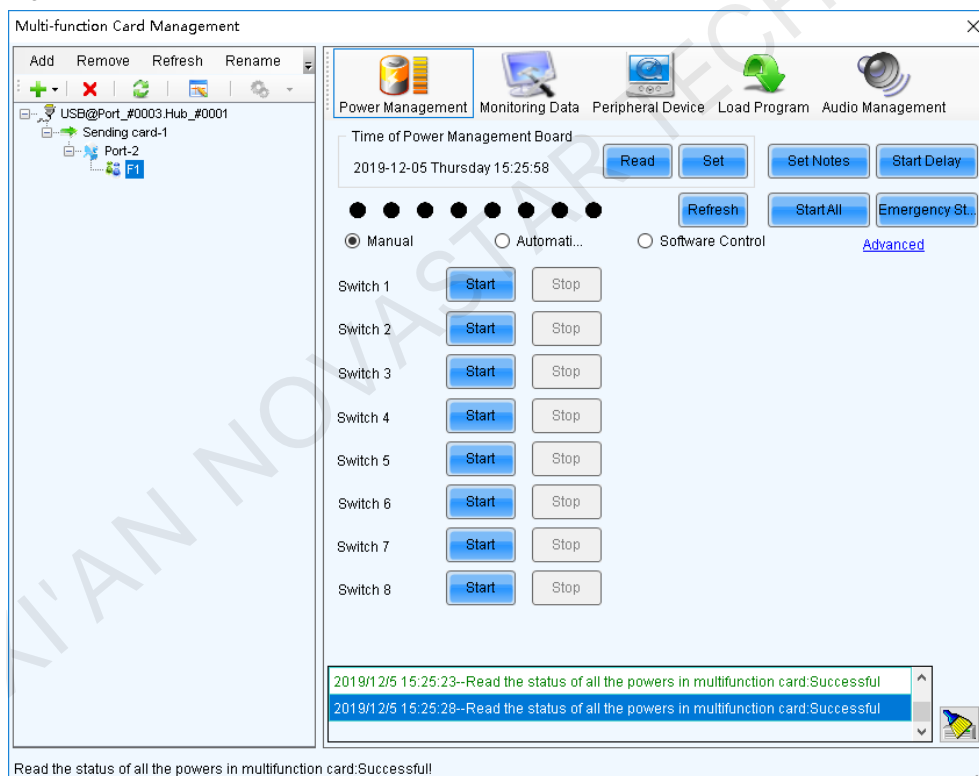 Multi-function Card Management
Add Remove Refresh Rename
USB@Port_#0003.Hub_#0001
Sending card-1
Port-2
F1
Power Management Monitoring Data Peripheral Device Load Program Audio Management
Time of Power Management Board
2019-12-05 Thursday 15:25:58 Read Set Set Notes Start Delay
Refresh Start All Emergency St...
Manual Automati... Software Control Advanced
Switch 1 Start Stop
Switch 2 Start Stop
Switch 3 Start Stop
Switch 4 Start Stop
Switch 5 Start Stop
Switch 6 Start Stop
Switch 7 Start Stop
Switch 8 Start Stop
2019/12/5 15:25:23--Read the status of all the powers in multifunction card:Successful
2019/12/5 15:25:28--Read the status of all the powers in multifunction card:Successful
Read the status of all the powers in multifunction card:Successful!
XI'AN NOVASTAR TECH